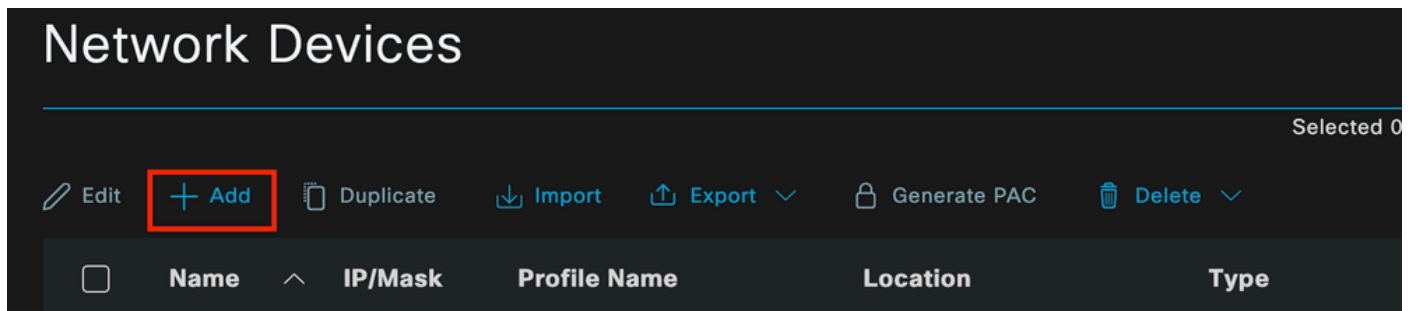 Network Devices
Selected 0
Edit Add Duplicate Import Export Generate PAC Delete
Name IP/Mask Profile Name Location Type